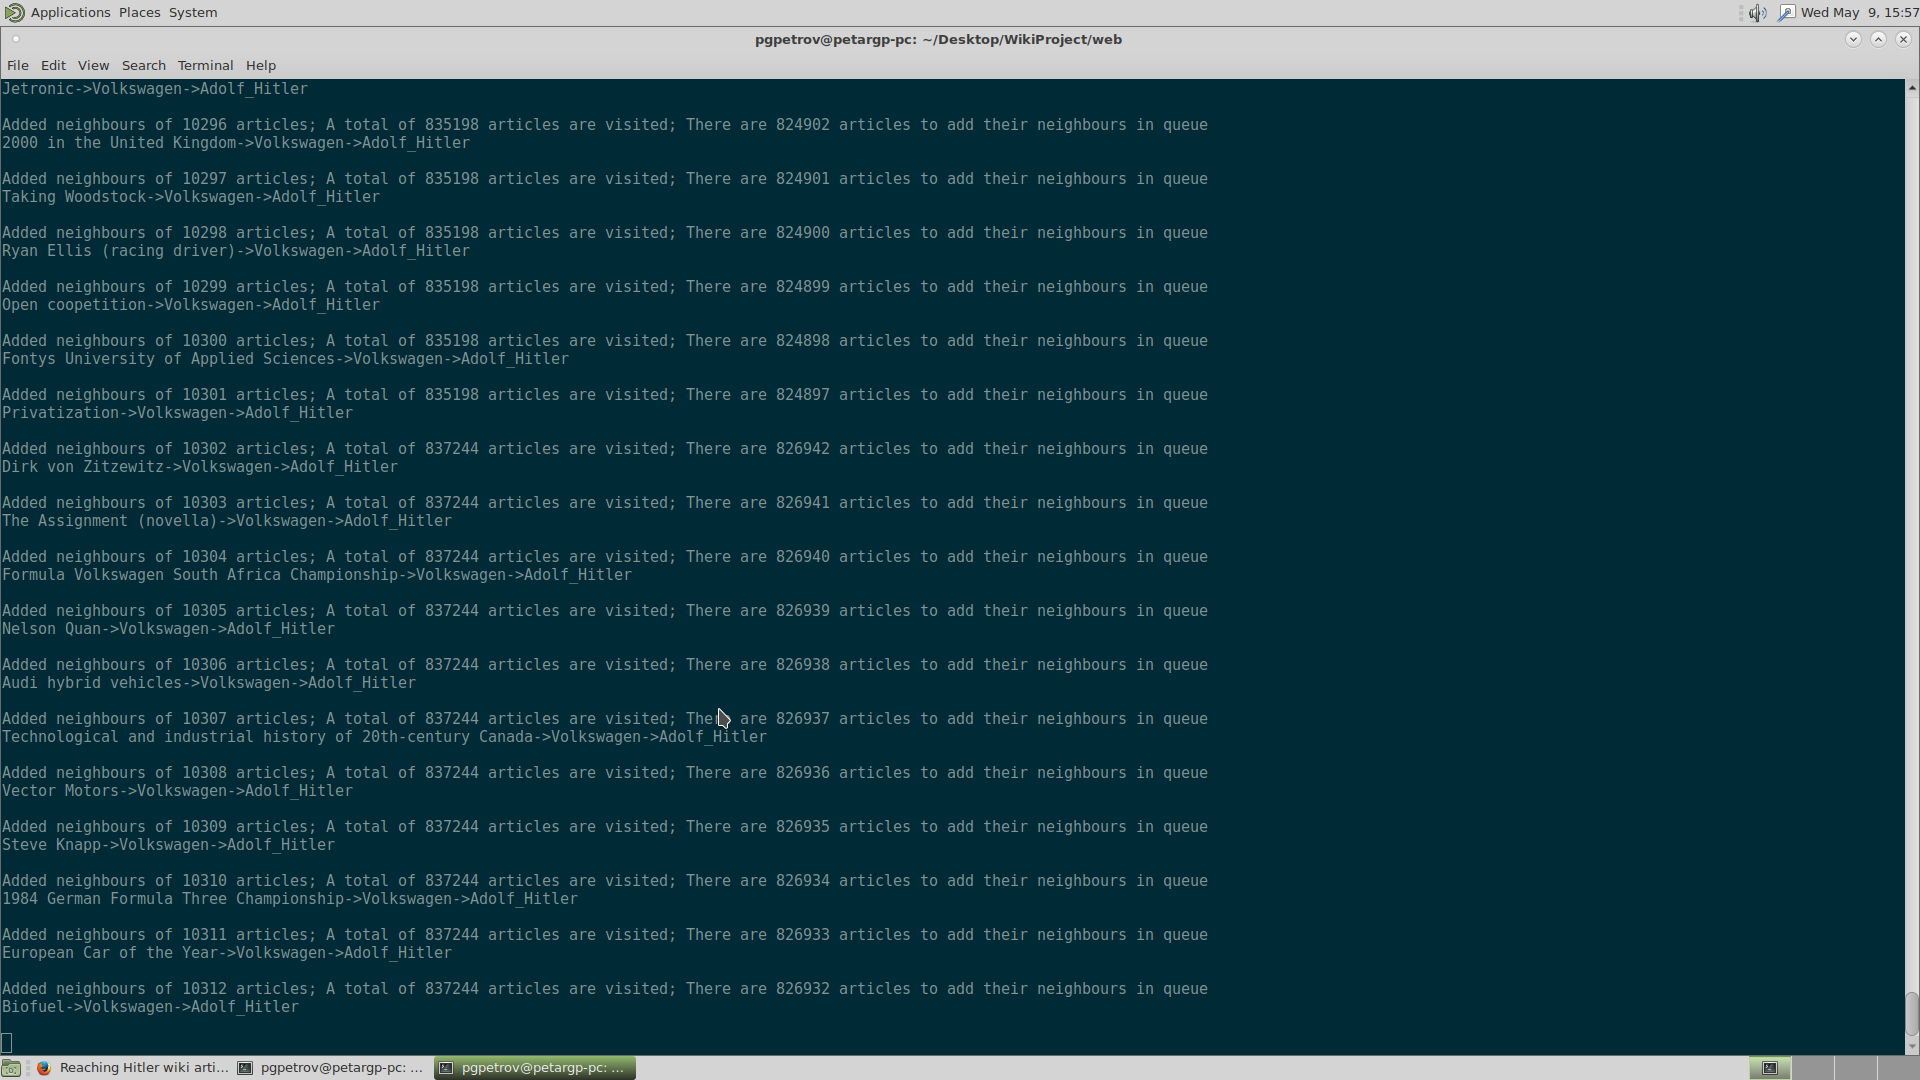 Applications Places System
Wed May 9, 15:57
pgpetrov@petargp-pc: ~/Desktop/WikiProject/web
File Edit View Search Terminal Help
Jetronic->Volkswagen->Adolf_Hitler
Added neighbours of 10296 articles; A total of 835198 articles are visited; There are 824902 articles to add their neighbours in queue
2000 in the United Kingdom->Volkswagen->Adolf_Hitler
Added neighbours of 10297 articles; A total of 835198 articles are visited; There are 824901 articles to add their neighbours in queue
Taking Woodstock->Volkswagen->Adolf_Hitler
Added neighbours of 10298 articles; A total of 835198 articles are visited; There are 824900 articles to add their neighbours in queue
Ryan Ellis (racing driver)->Volkswagen->Adolf_Hitler
Added neighbours of 10299 articles; A total of 835198 articles are visited; There are 824899 articles to add their neighbours in queue
Open coopetition->Volkswagen->Adolf_Hitler
Added neighbours of 10300 articles; A total of 835198 articles are visited; There are 824898 articles to add their neighbours in queue
Fontys University of Applied Sciences->Volkswagen->Adolf_Hitler
Added neighbours of 10301 articles; A total of 835198 articles are visited; There are 824897 articles to add their neighbours in queue
Privatization->Volkswagen->Adolf_Hitler
Added neighbours of 10302 articles; A total of 837244 articles are visited; There are 826942 articles to add their neighbours in queue
Dirk von Zitzewitz->Volkswagen->Adolf_Hitler
Added neighbours of 10303 articles; A total of 837244 articles are visited; There are 826941 articles to add their neighbours in queue
The Assignment (novella)->Volkswagen->Adolf_Hitler
Added neighbours of 10304 articles; A total of 837244 articles are visited; There are 826940 articles to add their neighbours in queue
Formula Volkswagen South Africa Championship->Volkswagen->Adolf_Hitler
Added neighbours of 10305 articles; A total of 837244 articles are visited; There are 826939 articles to add their neighbours in queue
Nelson Quan->Volkswagen->Adolf_Hitler
Added neighbours of 10306 articles; A total of 837244 articles are visited; There are 826938 articles to add their neighbours in queue
Audi hybrid vehicles->Volkswagen->Adolf_Hitler
Added neighbours of 10307 articles; A total of 837244 articles are visited; There are 826937 articles to add their neighbours in queue
Technological and industrial history of 20th-century Canada->Volkswagen->Adolf_Hitler
Added neighbours of 10308 articles; A total of 837244 articles are visited; There are 826936 articles to add their neighbours in queue
Vector Motors->Volkswagen->Adolf_Hitler
Added neighbours of 10309 articles; A total of 837244 articles are visited; There are 826935 articles to add their neighbours in queue
Steve Knapp->Volkswagen->Adolf_Hitler
Added neighbours of 10310 articles; A total of 837244 articles are visited; There are 826934 articles to add their neighbours in queue
1984 German Formula Three Championship->Volkswagen->Adolf_Hitler
Added neighbours of 10311 articles; A total of 837244 articles are visited; There are 826933 articles to add their neighbours in queue
European Car of the Year->Volkswagen->Adolf_Hitler
Added neighbours of 10312 articles; A total of 837244 articles are visited; There are 826932 articles to add their neighbours in queue
Biofuel->Volkswagen->Adolf_Hitler
Reaching Hitler wiki arti... pgpetrov@petargp-pc: ... pgpetrov@petargp-pc: ...